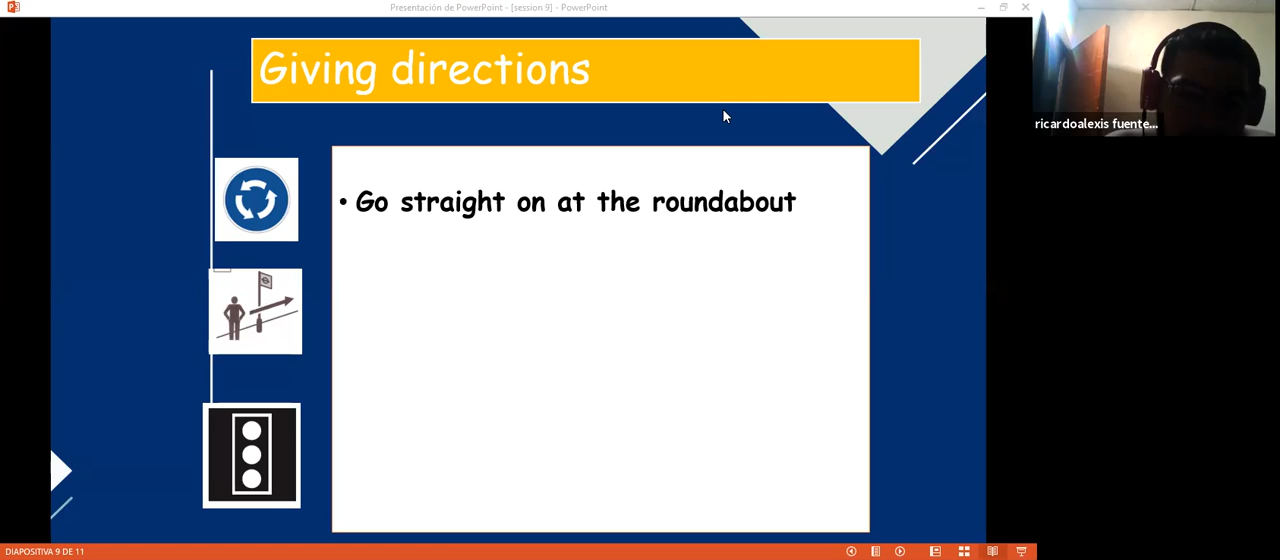 Presentación de PowerPoint - [session 9] - PowerPoint
Giving directions
ricardoalexis fuente...
• Go straight on at the roundabout
DIAPOSITIVA 9 DE 11